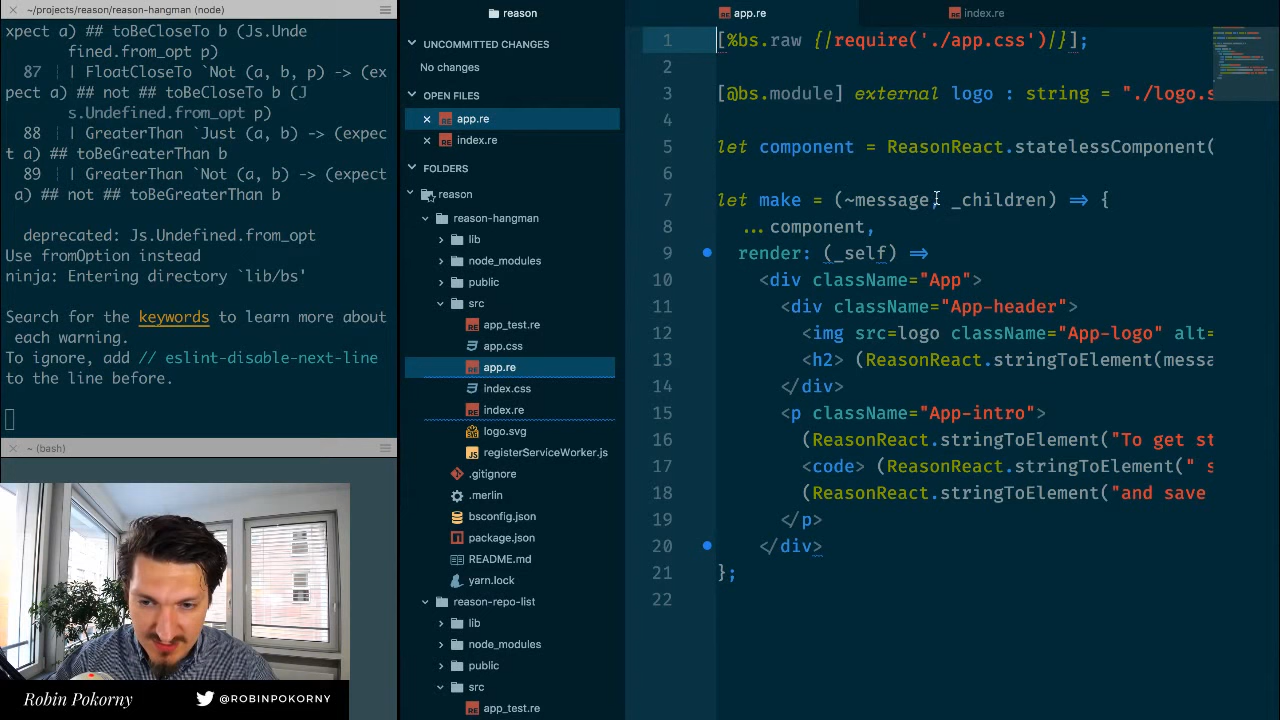 ~/projects/reason/reason-hangman (node)
xpect a) ## toBeCloseTo b (Js.Unde
fined.from_opt p)
87 | FloatCloseTo `Not (a, b, p) -> (ex
pect a) ## not ## toBeCloseTo b (J
s.Undefined.from_opt p)
88 | GreaterThan `Just (a, b) -> (expec
t a) ## toBeGreaterThan b
89 | GreaterThan `Not (a, b) -> (expect
a) ## not ## toBeGreaterThan b
deprecated: Js.Undefined.from_opt
Use fromOption instead
ninja: Entering directory `lib/bs'
Search for the keywords to learn more about
each warning.
To ignore, add // eslint-disable-next-line
to the line before.
~ (bash)
Robin Pokorny
@ROBINPOKORNY
reason
UNCOMMITTED CHANGES
No changes
OPEN FILES
app.re
index.re
FOLDERS
reason
reason-hangman
lib
node_modules
public
src
app_test.re
app.css
app.re
index.css
index.re
logo.svg
registerServiceWorker.js
.gitignore
.merlin
bsconfig.json
package.json
README.md
yarn.lock
reason-repo-list
lib
node_modules
public
src
app_test.re
app.re
index.re
1 [%bs.raw {|require('./app.css')|}];
2
3 [@bs.module] external logo : string = "./logo.s
4
5 let component = ReasonReact.statelessComponent(
6
7 let make = (~message, _children) => {
8 ...component,
9 render: (_self) =>
10 <div className="App">
11 <div className="App-header">
12 <img src=logo className="App-logo" alt=
13 <h2> (ReasonReact.stringToElement(messa
14 </div>
15 <p className="App-intro">
16 (ReasonReact.stringToElement("To get st
17 <code> (ReasonReact.stringToElement(" s
18 (ReasonReact.stringToElement("and save
19 </p>
20 </div>
21 };
22